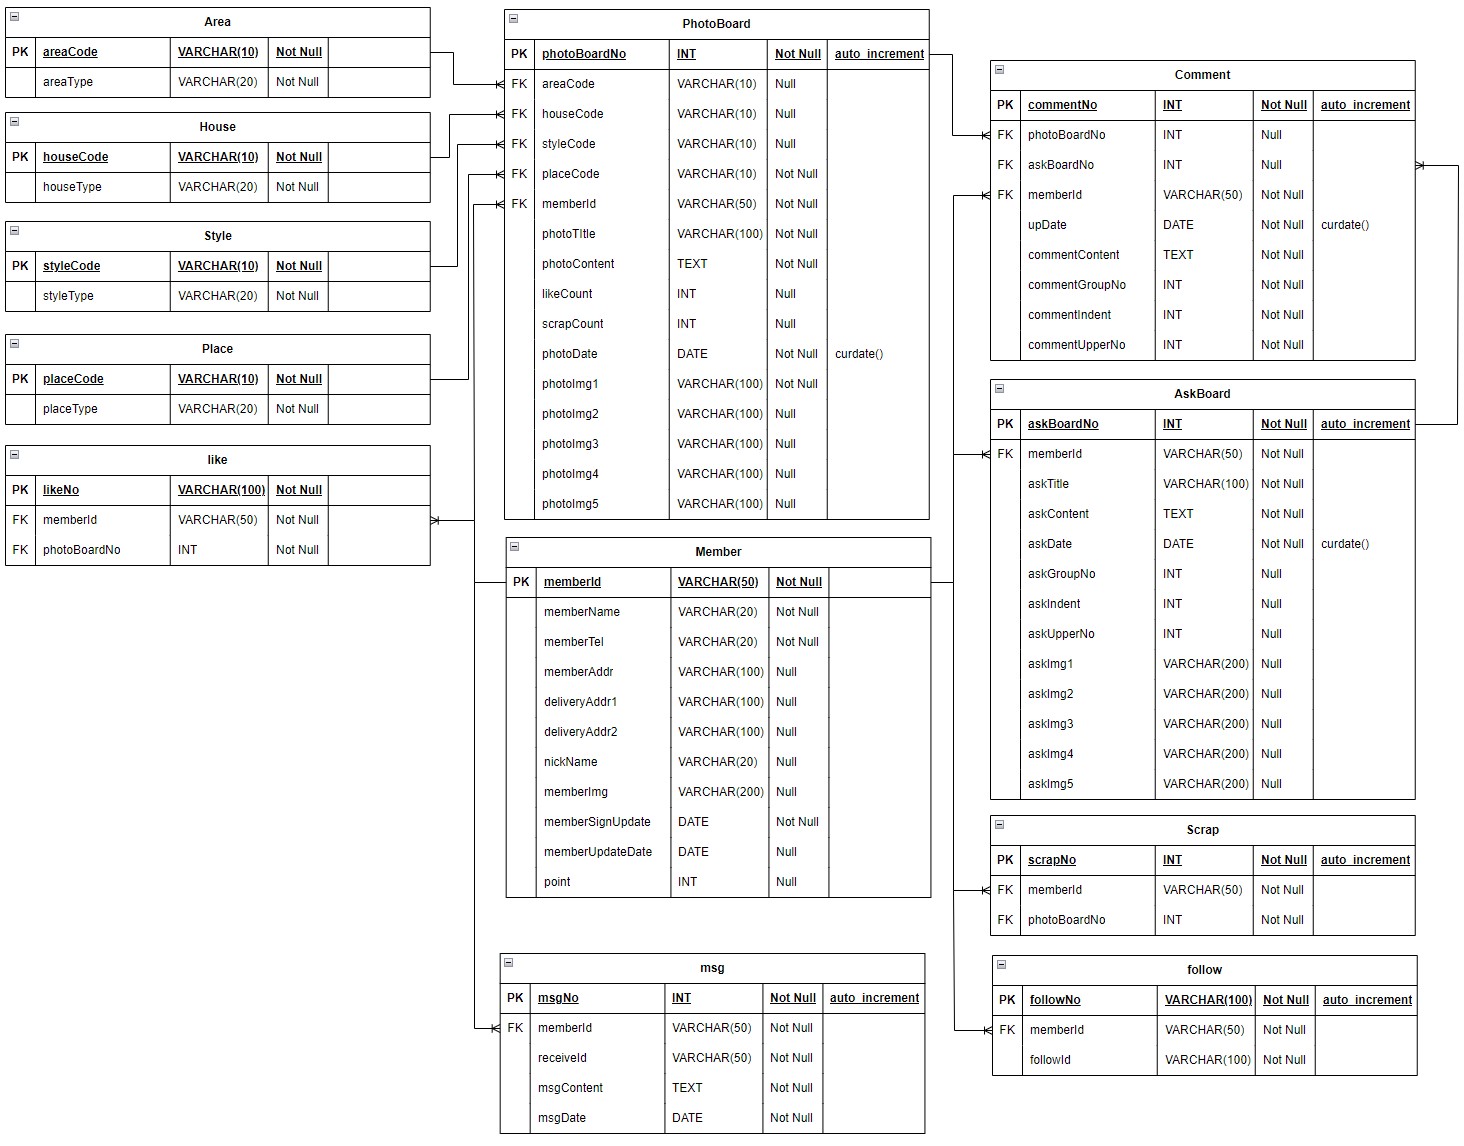 Area
PK areaCode VARCHAR(10) Not Null
areaType VARCHAR(20) Not Null
House
PK houseCode VARCHAR(10) Not Null
houseType VARCHAR(20) Not Null
Style
PK styleCode VARCHAR(10) Not Null
styleType VARCHAR(20) Not Null
Place
PK placeCode VARCHAR(10) Not Null
placeType VARCHAR(20) Not Null
like
PK likeNo VARCHAR(100) Not Null
FK memberId VARCHAR(50) Not Null
FK photoBoardNo INT Not Null
PhotoBoard
PK photoBoardNo INT Not Null auto_increment
FK areaCode VARCHAR(10) Null
FK houseCode VARCHAR(10) Null
FK styleCode VARCHAR(10) Null
FK placeCode VARCHAR(10) Not Null
FK memberId VARCHAR(50) Not Null
photoTItle VARCHAR(100) Not Null
photoContent TEXT Not Null
likeCount INT Null
scrapCount INT Null
photoDate DATE Not Null curdate()
photoImg1 VARCHAR(100) Not Null
photoImg2 VARCHAR(100) Null
photoImg3 VARCHAR(100) Null
photoImg4 VARCHAR(100) Null
photoImg5 VARCHAR(100) Null
Member
PK memberId VARCHAR(50) Not Null
memberName VARCHAR(20) Not Null
memberTel VARCHAR(20) Not Null
memberAddr VARCHAR(100) Null
deliveryAddr1 VARCHAR(100) Null
deliveryAddr2 VARCHAR(100) Null
nickName VARCHAR(20) Null
memberImg VARCHAR(200) Null
memberSignUpdate DATE Not Null
memberUpdateDate DATE Null
point INT Null
msg
PK msgNo INT Not Null auto_increment
FK memberId VARCHAR(50) Not Null
receiveId VARCHAR(50) Not Null
msgContent TEXT Not Null
msgDate DATE Not Null
Comment
PK commentNo INT Not Null auto_increment
FK photoBoardNo INT Null
FK askBoardNo INT Null
FK memberId VARCHAR(50) Not Null
upDate DATE Not Null curdate()
commentContent TEXT Not Null
commentGroupNo INT Not Null
commentIndent INT Not Null
commentUpperNo INT Not Null
AskBoard
PK askBoardNo INT Not Null auto_increment
FK memberId VARCHAR(50) Not Null
askTitle VARCHAR(100) Not Null
askContent TEXT Not Null
askDate DATE Not Null curdate()
askGroupNo INT Null
askIndent INT Null
askUpperNo INT Null
askImg1 VARCHAR(200) Null
askImg2 VARCHAR(200) Null
askImg3 VARCHAR(200) Null
askImg4 VARCHAR(200) Null
askImg5 VARCHAR(200) Null
Scrap
PK scrapNo INT Not Null auto_increment
FK memberId VARCHAR(50) Not Null
FK photoBoardNo INT Not Null
follow
PK followNo VARCHAR(100) Not Null auto_increment
FK memberId VARCHAR(50) Not Null
followId VARCHAR(100) Not Null